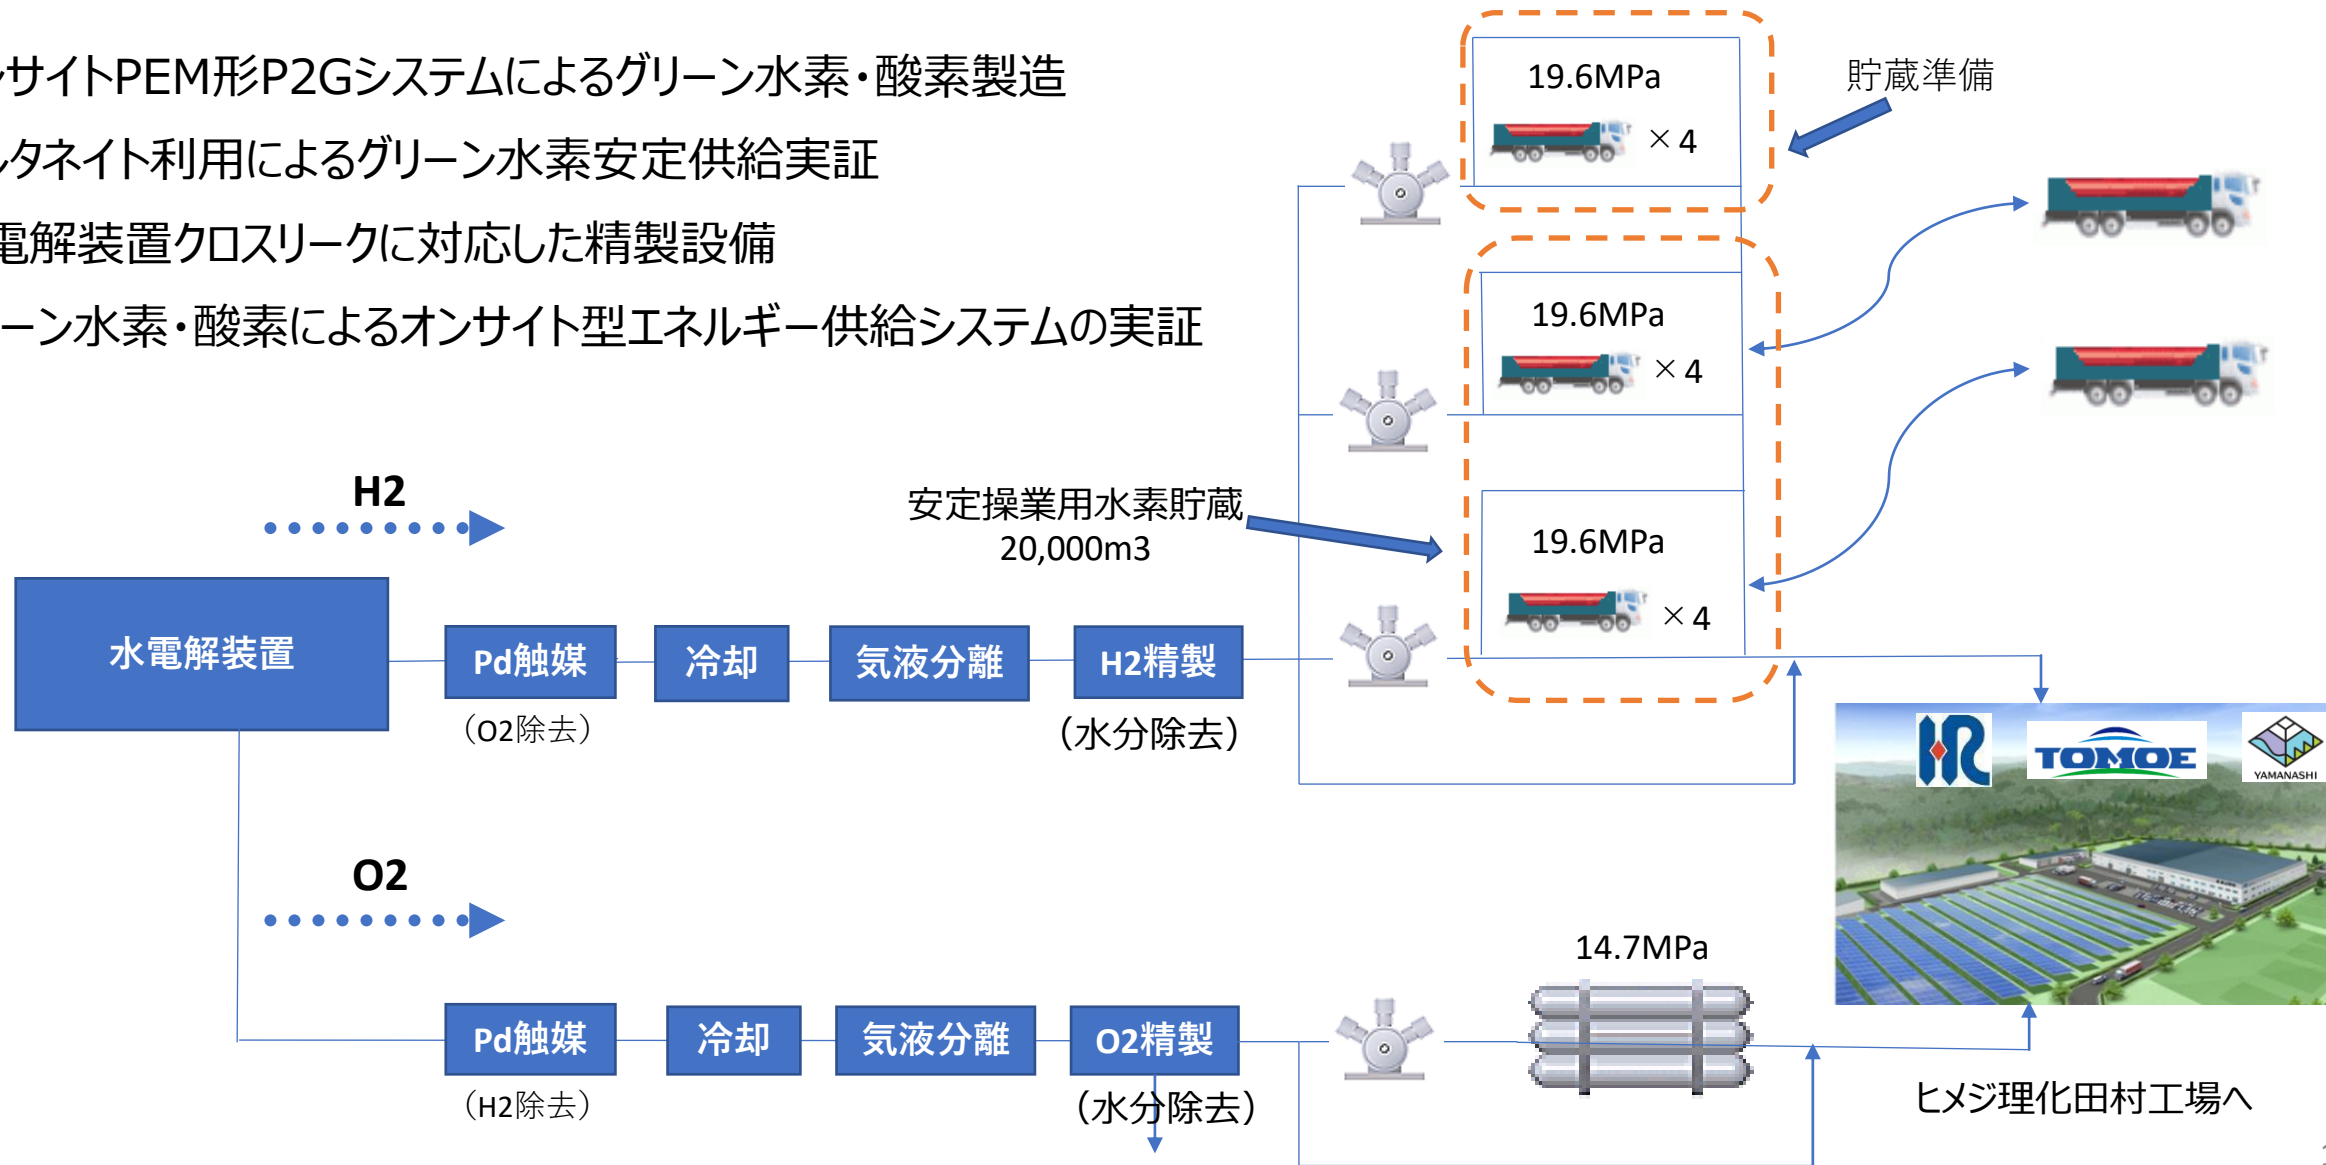 ンサイトPEM形P2Gシステムによるグリーン水素・酸素製造
ルタネイト利用によるグリーン水素安定供給実証
電解装置クロスリークに対応した精製設備
ーン水素・酸素によるオンサイト型エネルギー供給システムの実証
19.6MPa
×4
貯蔵準備
19.6MPa
×4
安定操業用水素貯蔵
20,000m3
19.6MPa
×4
H2
水電解装置
Pd触媒
冷却
気液分離
H2精製
（O2除去）
（水分除去）
TOMOE
YAMANASHI
O2
14.7MPa
Pd触媒
冷却
気液分離
O2精製
（H2除去）
（水分除去）
ヒメジ理化田村工場へ